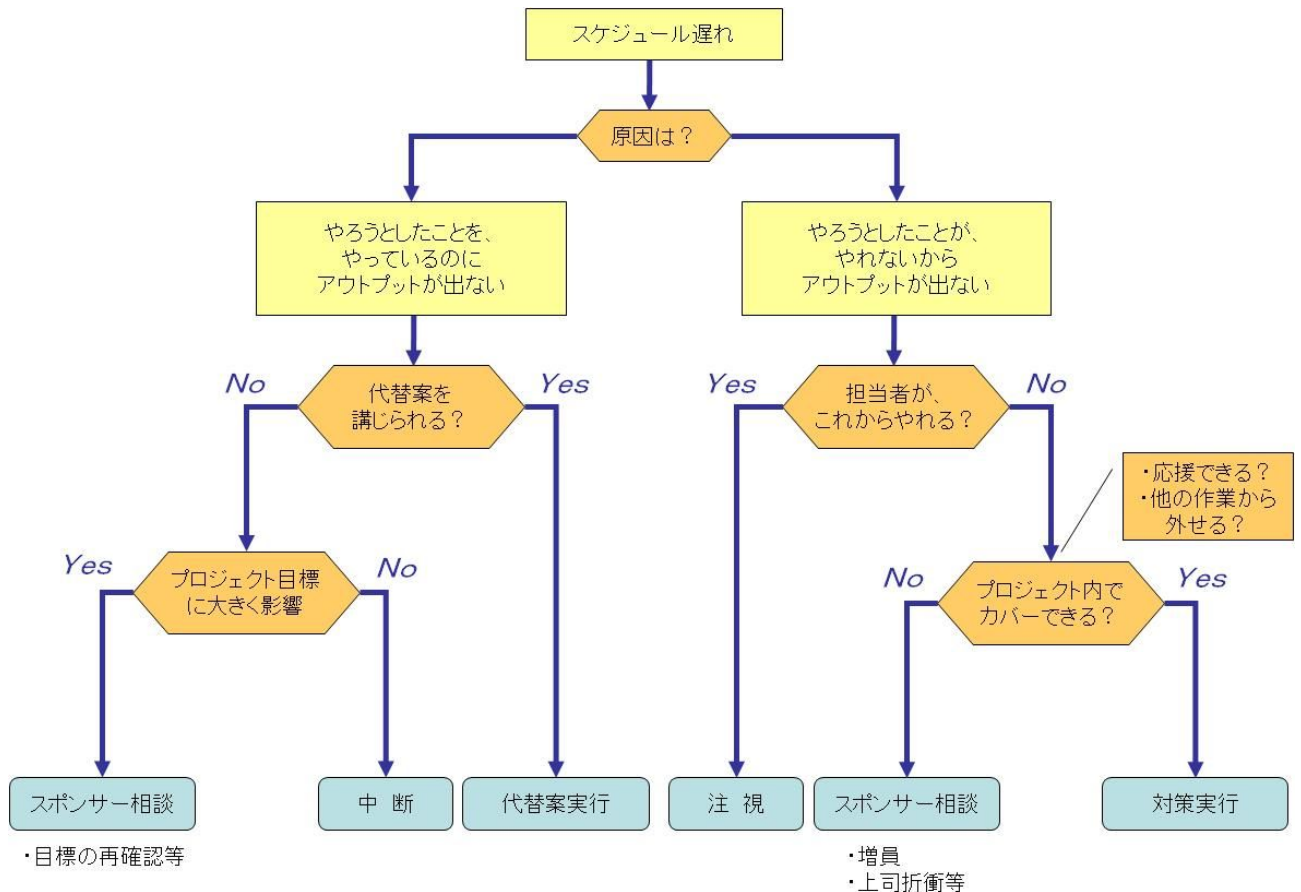 スケジュール遅れ
原因は？
やろうとしたことを、
やっているのに
アウトプットが出ない
やろうとしたことが、
やれないから
アウトプットが出ない
No
代替案を
講じられる？
Yes
Yes
担当者が、
これからやれる？
No
・応援できる？
・他の作業から
外せる？
Yes
プロジェクト目標
に大きく影響
No
No
プロジェクト内で
カバーできる？
Yes
スポンサー相談
中 断
代替案実行
注 視
スポンサー相談
対策実行
・目標の再確認等
・増員
・上司折衝等